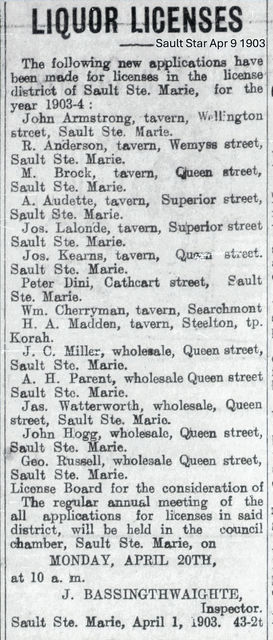 LIQUOR LICENSES
Sault Star Apr 9 1903
The following new applications have
been made for licenses in the license
district of Sault Ste. Marie, for the
year 1903-4 :
John Armstrong, tavern, Wellington
street, Sault Ste. Marie.
R. Anderson, tavern, Wemyss street,
Sault Ste. Marie.
M. Brock, tavern, Queen street,
Sault Ste. Marie.
A. Audette, tavern, Superior street,
Sault Ste. Marie.
Jos. Lalonde, tavern, Superior street
Sault Ste. Marie.
Jos. Kearns, tavern, Queen street.
Sault Ste. Marie.
Peter Dini, Cathcart street, Sault
Ste. Marie.
Wm. Cherryman, tavern, Searchmont
H. A. Madden, tavern, Steelton, tp.
Korah.
J. C. Miller, wholesale, Queen street,
Sault Ste. Marie.
A. H. Parent, wholesale Queen street
Sault Ste. Marie.
Jas. Watterworth, wholesale, Queen
street, Sault Ste. Marie.
John Hogg, wholesale, Queen street,
Sault Ste. Marie.
Geo. Russell, wholesale Queen street,
Sault Ste. Marie.
License Board for the consideration of
The regular annual meeting of the
all applications for licenses in said
district, will be held in the council
chamber, Sault Ste. Marie, on
MONDAY, APRIL 20TH,
at 10 a. m.
J. BASSINGTHWAIGHTE,
Inspector.
Sault Ste. Marie, April 1, 1903. 43-2t